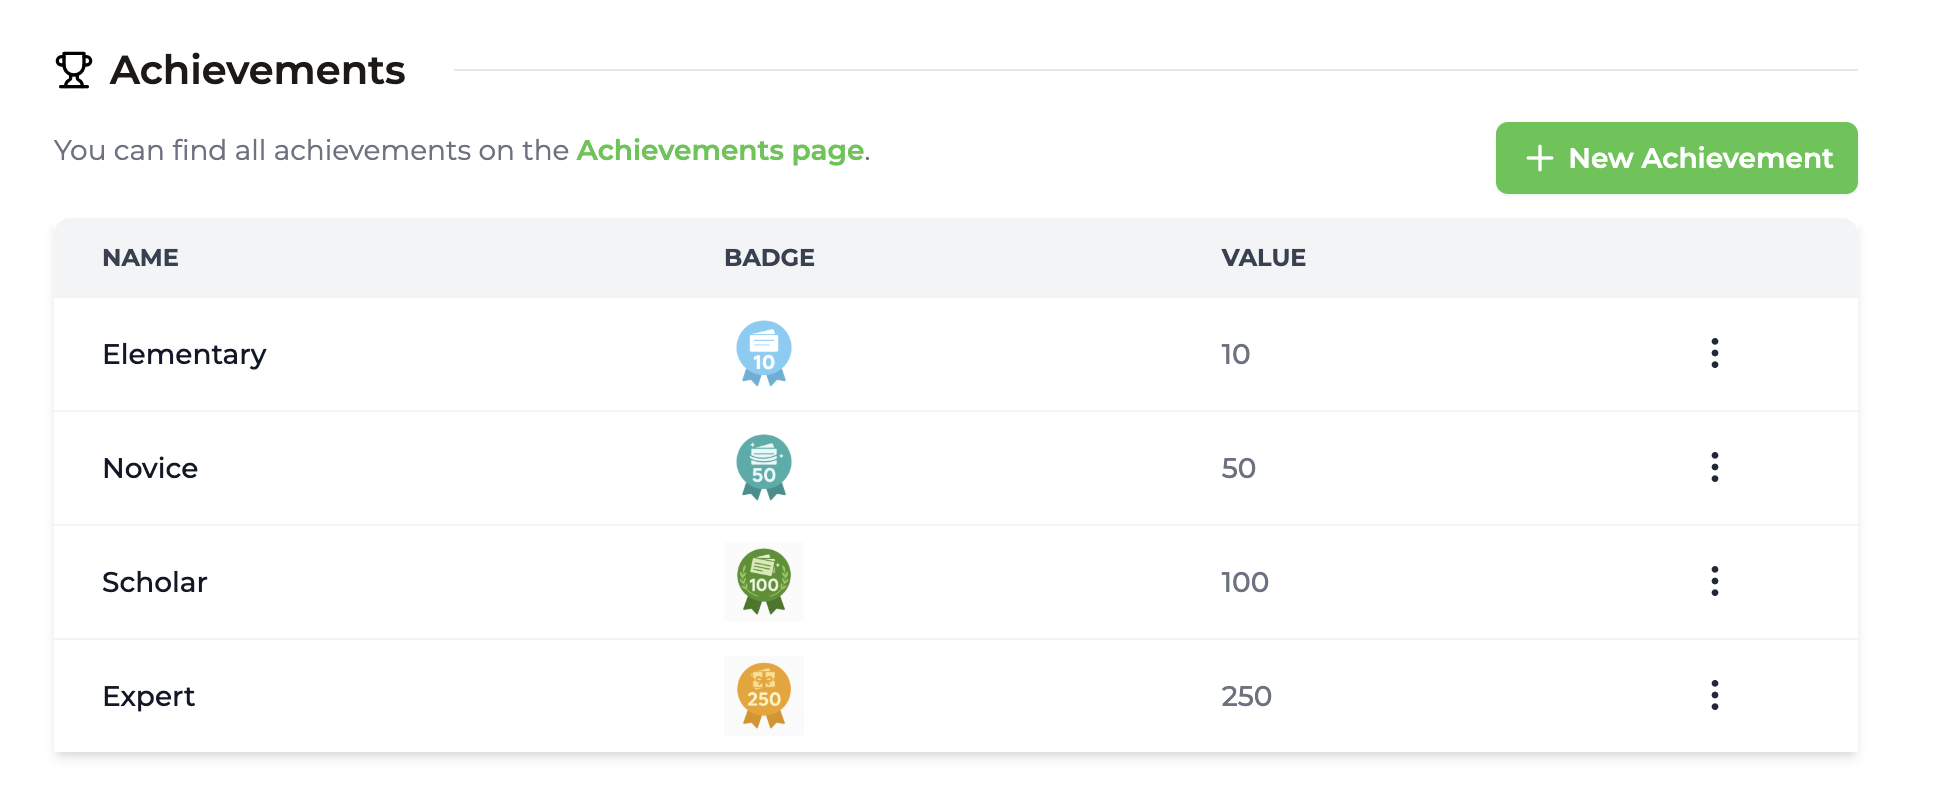 Achievements
You can find all achievements on the Achievements page.
New Achievement
NAME BADGE VALUE
Elementary 10 10
Novice 50 50
Scholar 100 100
Expert 250 250